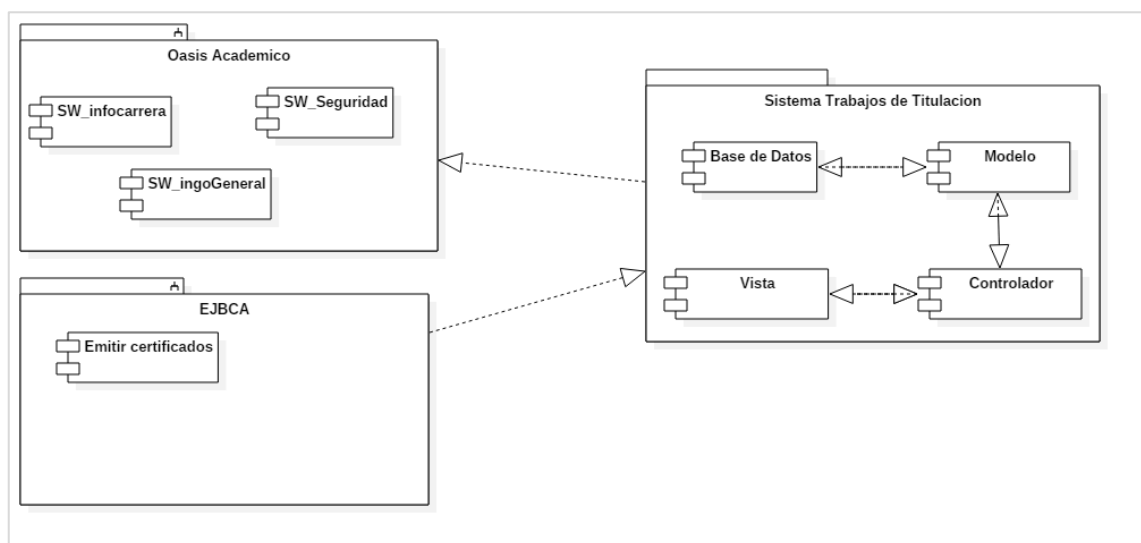 Oasis Academico
SW_infocarrera
SW_Seguridad
SW_ingoGeneral
EJBCA
Emitir certificados
Sistema Trabajos de Titulacion
Base de Datos
Modelo
Vista
Controlador